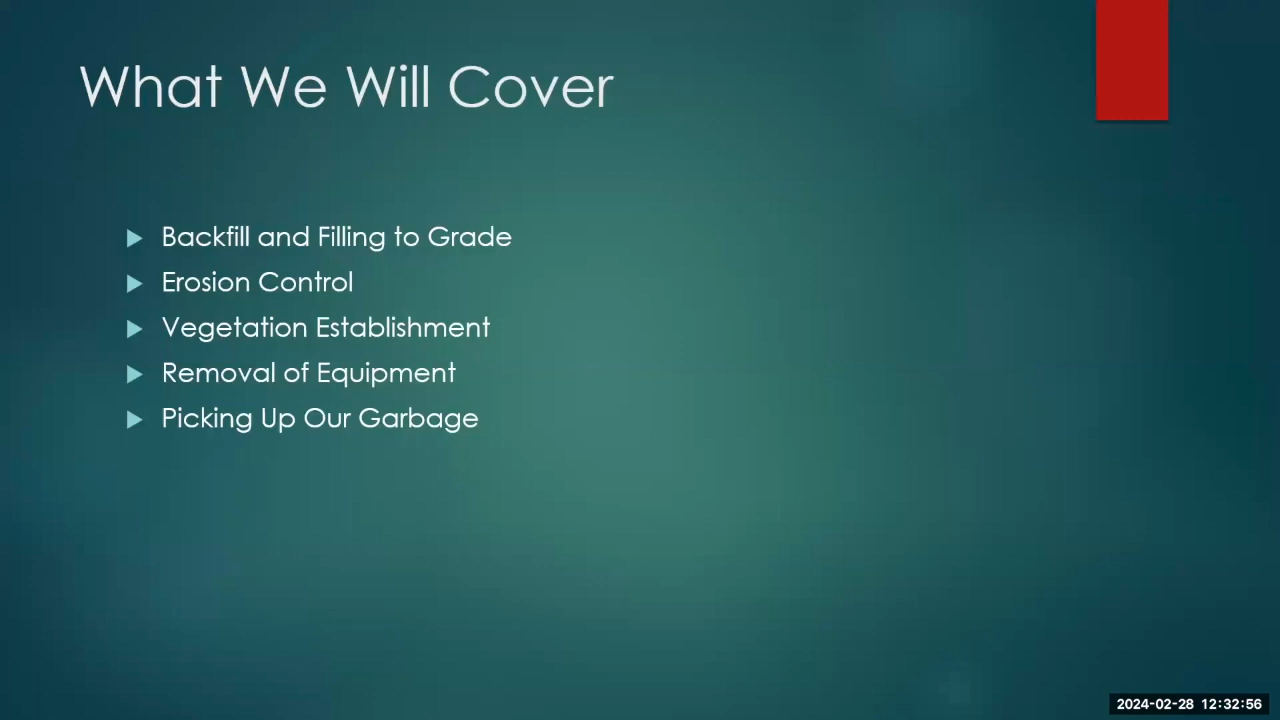 What We Will Cover
Backfill and Filling to Grade
Erosion Control
Vegetation Establishment
Removal of Equipment
Picking Up Our Garbage
2024-02-28 12:32:56